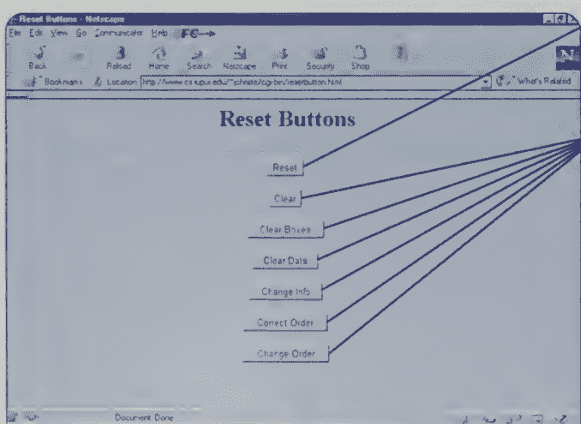 Reset Buttons - Netscape
File Edit View Go Communicator Help
Back Reload Home Search Netscape Print Security Shop
Bookmarks Location: What's Related
Reset Buttons
Reset
Clear
Clear Boxes
Clear Data
Change Info
Correct Order
Change Order
Document Done